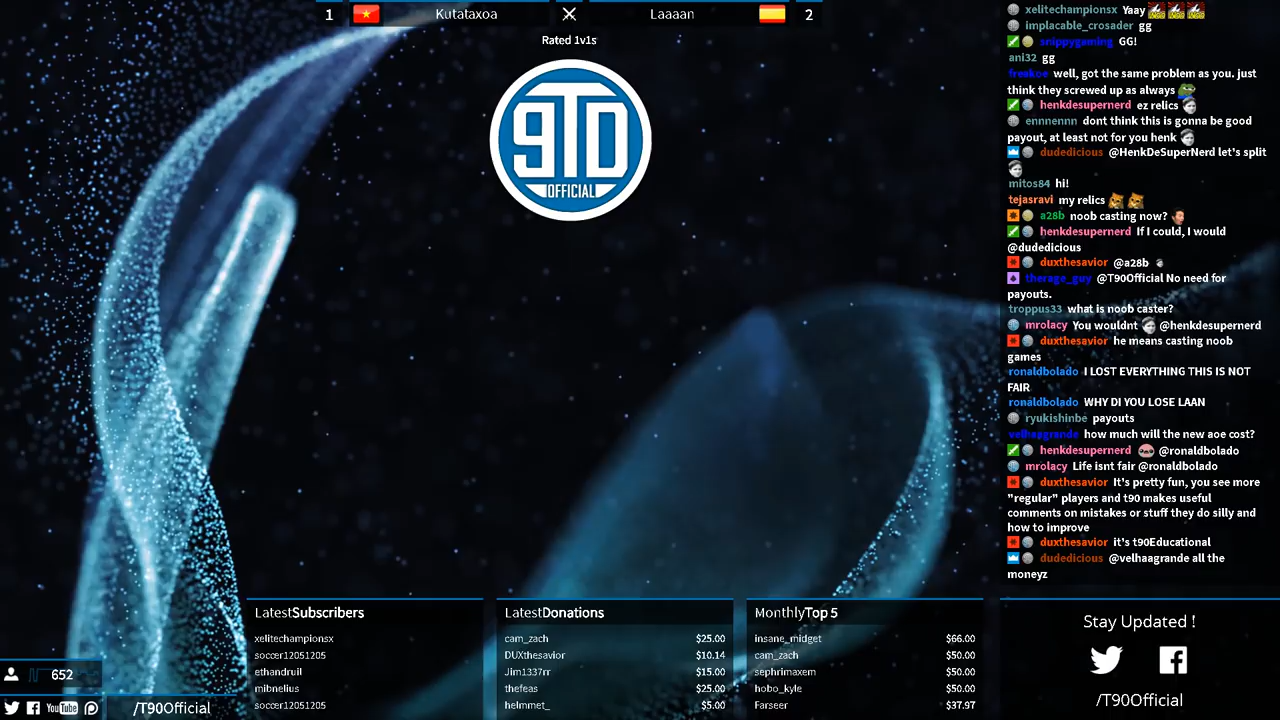 1 Kutataxoa Laaaan 2
Rated 1v1s
9TD
OFFICIAL
xelitechampionsx Yaay
implacable_crosader gg
snippygaming GG!
ani32 gg
freakoe well, got the same problem as you. just
think they screwed up as always
henkdesupernerd ez relics
ennnennn dont think this is gonna be good
payout, at least not for you henk
dudedicious @HenkDeSuperNerd let's split
mitos84 hi!
tejasravi my relics
a28b noob casting now?
henkdesupernerd If I could, I would
@dudedicious
duxthesavior @a28b
therage_guy @T90Official No need for
payouts.
troppus33 what is noob caster?
mrolacy You wouldnt @henkdesupernerd
duxthesavior he means casting noob
games
ronaldbolado I LOST EVERYTHING THIS IS NOT
FAIR
ronaldbolado WHY DI YOU LOSE LAAN
ryukishinbe payouts
velhaagrande how much will the new aoe cost?
henkdesupernerd @ronaldbolado
mrolacy Life isnt fair @ronaldbolado
duxthesavior It's pretty fun, you see more
"regular" players and t90 makes useful
comments on mistakes or stuff they do silly and
how to improve
duxthesavior it's t90Educational
dudedicious @velhaagrande all the
moneyz
LatestSubscribers
xelitechampionsx
soccer12051205
ethandruil
mibnelius
soccer12051205
LatestDonations
cam_zach $25.00
DUXthesavior $10.14
Jim1337rr $15.00
thefeas $25.00
helmmet_ $5.00
MonthlyTop 5
insane_midget $66.00
cam_zach $50.00
sephrimaxem $50.00
hobo_kyle $50.00
Farseer $37.97
Stay Updated !
/T90Official
652
YouTube /T90Official